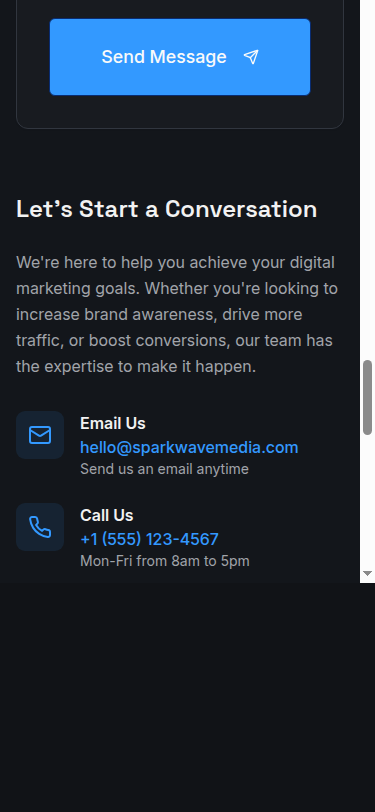 Send Message
Let's Start a Conversation
We're here to help you achieve your digital
marketing goals. Whether you're looking to
increase brand awareness, drive more
traffic, or boost conversions, our team has
the expertise to make it happen.
Email Us
hello@sparkwavemedia.com
Send us an email anytime
Call Us
+1 (555) 123-4567
Mon-Fri from 8am to 5pm